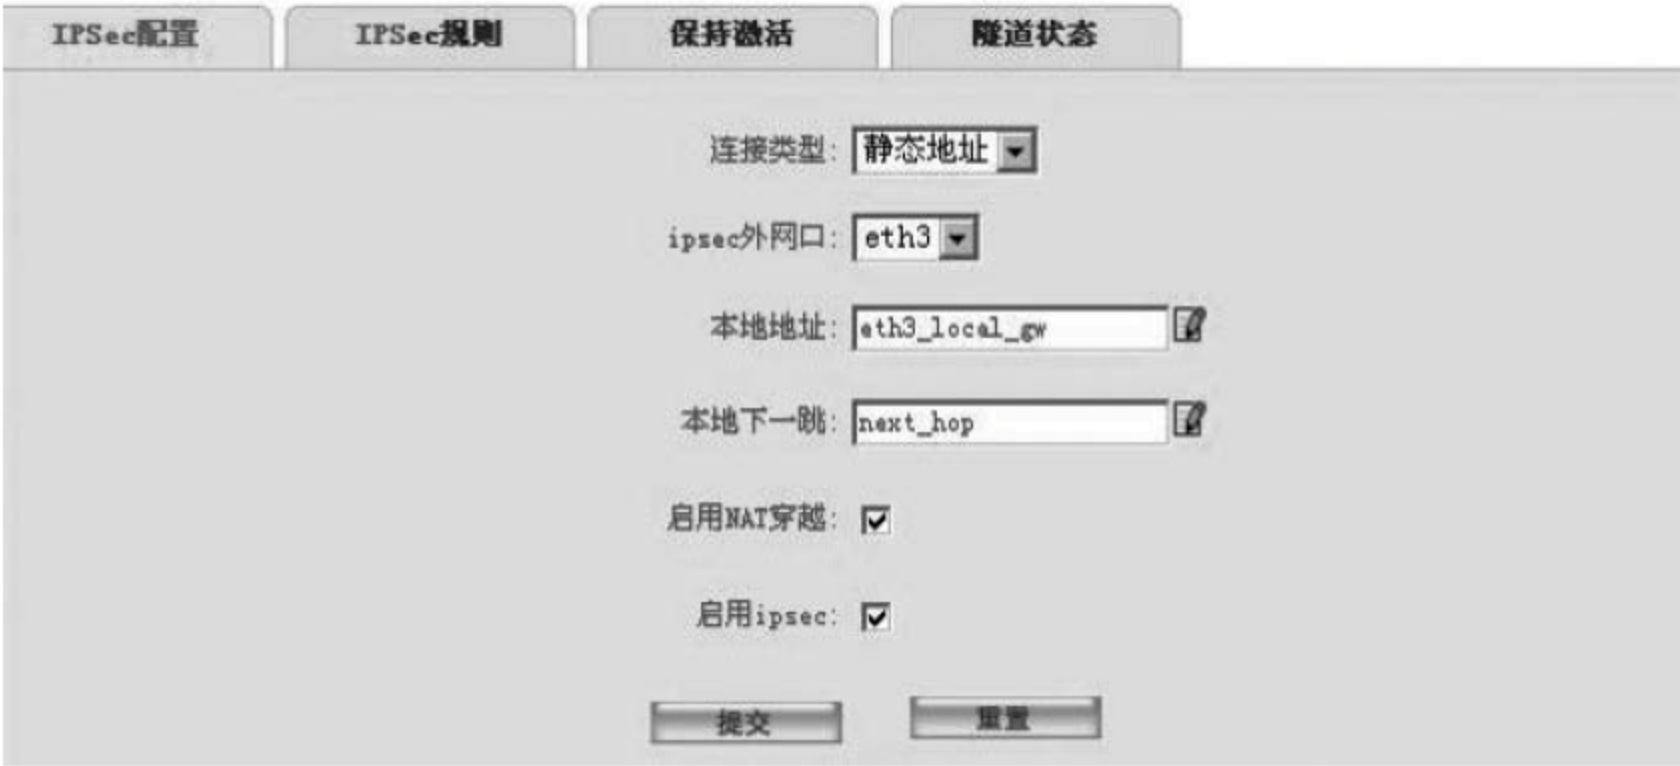 IPSec配置 IPSec规则 保持激活 隧道状态
连接类型: 静态地址
ipsec外网口: eth3
本地地址: eth3_local_gw
本地下一跳: next_hop
启用NAT穿越:
启用ipsec:
提交 重置